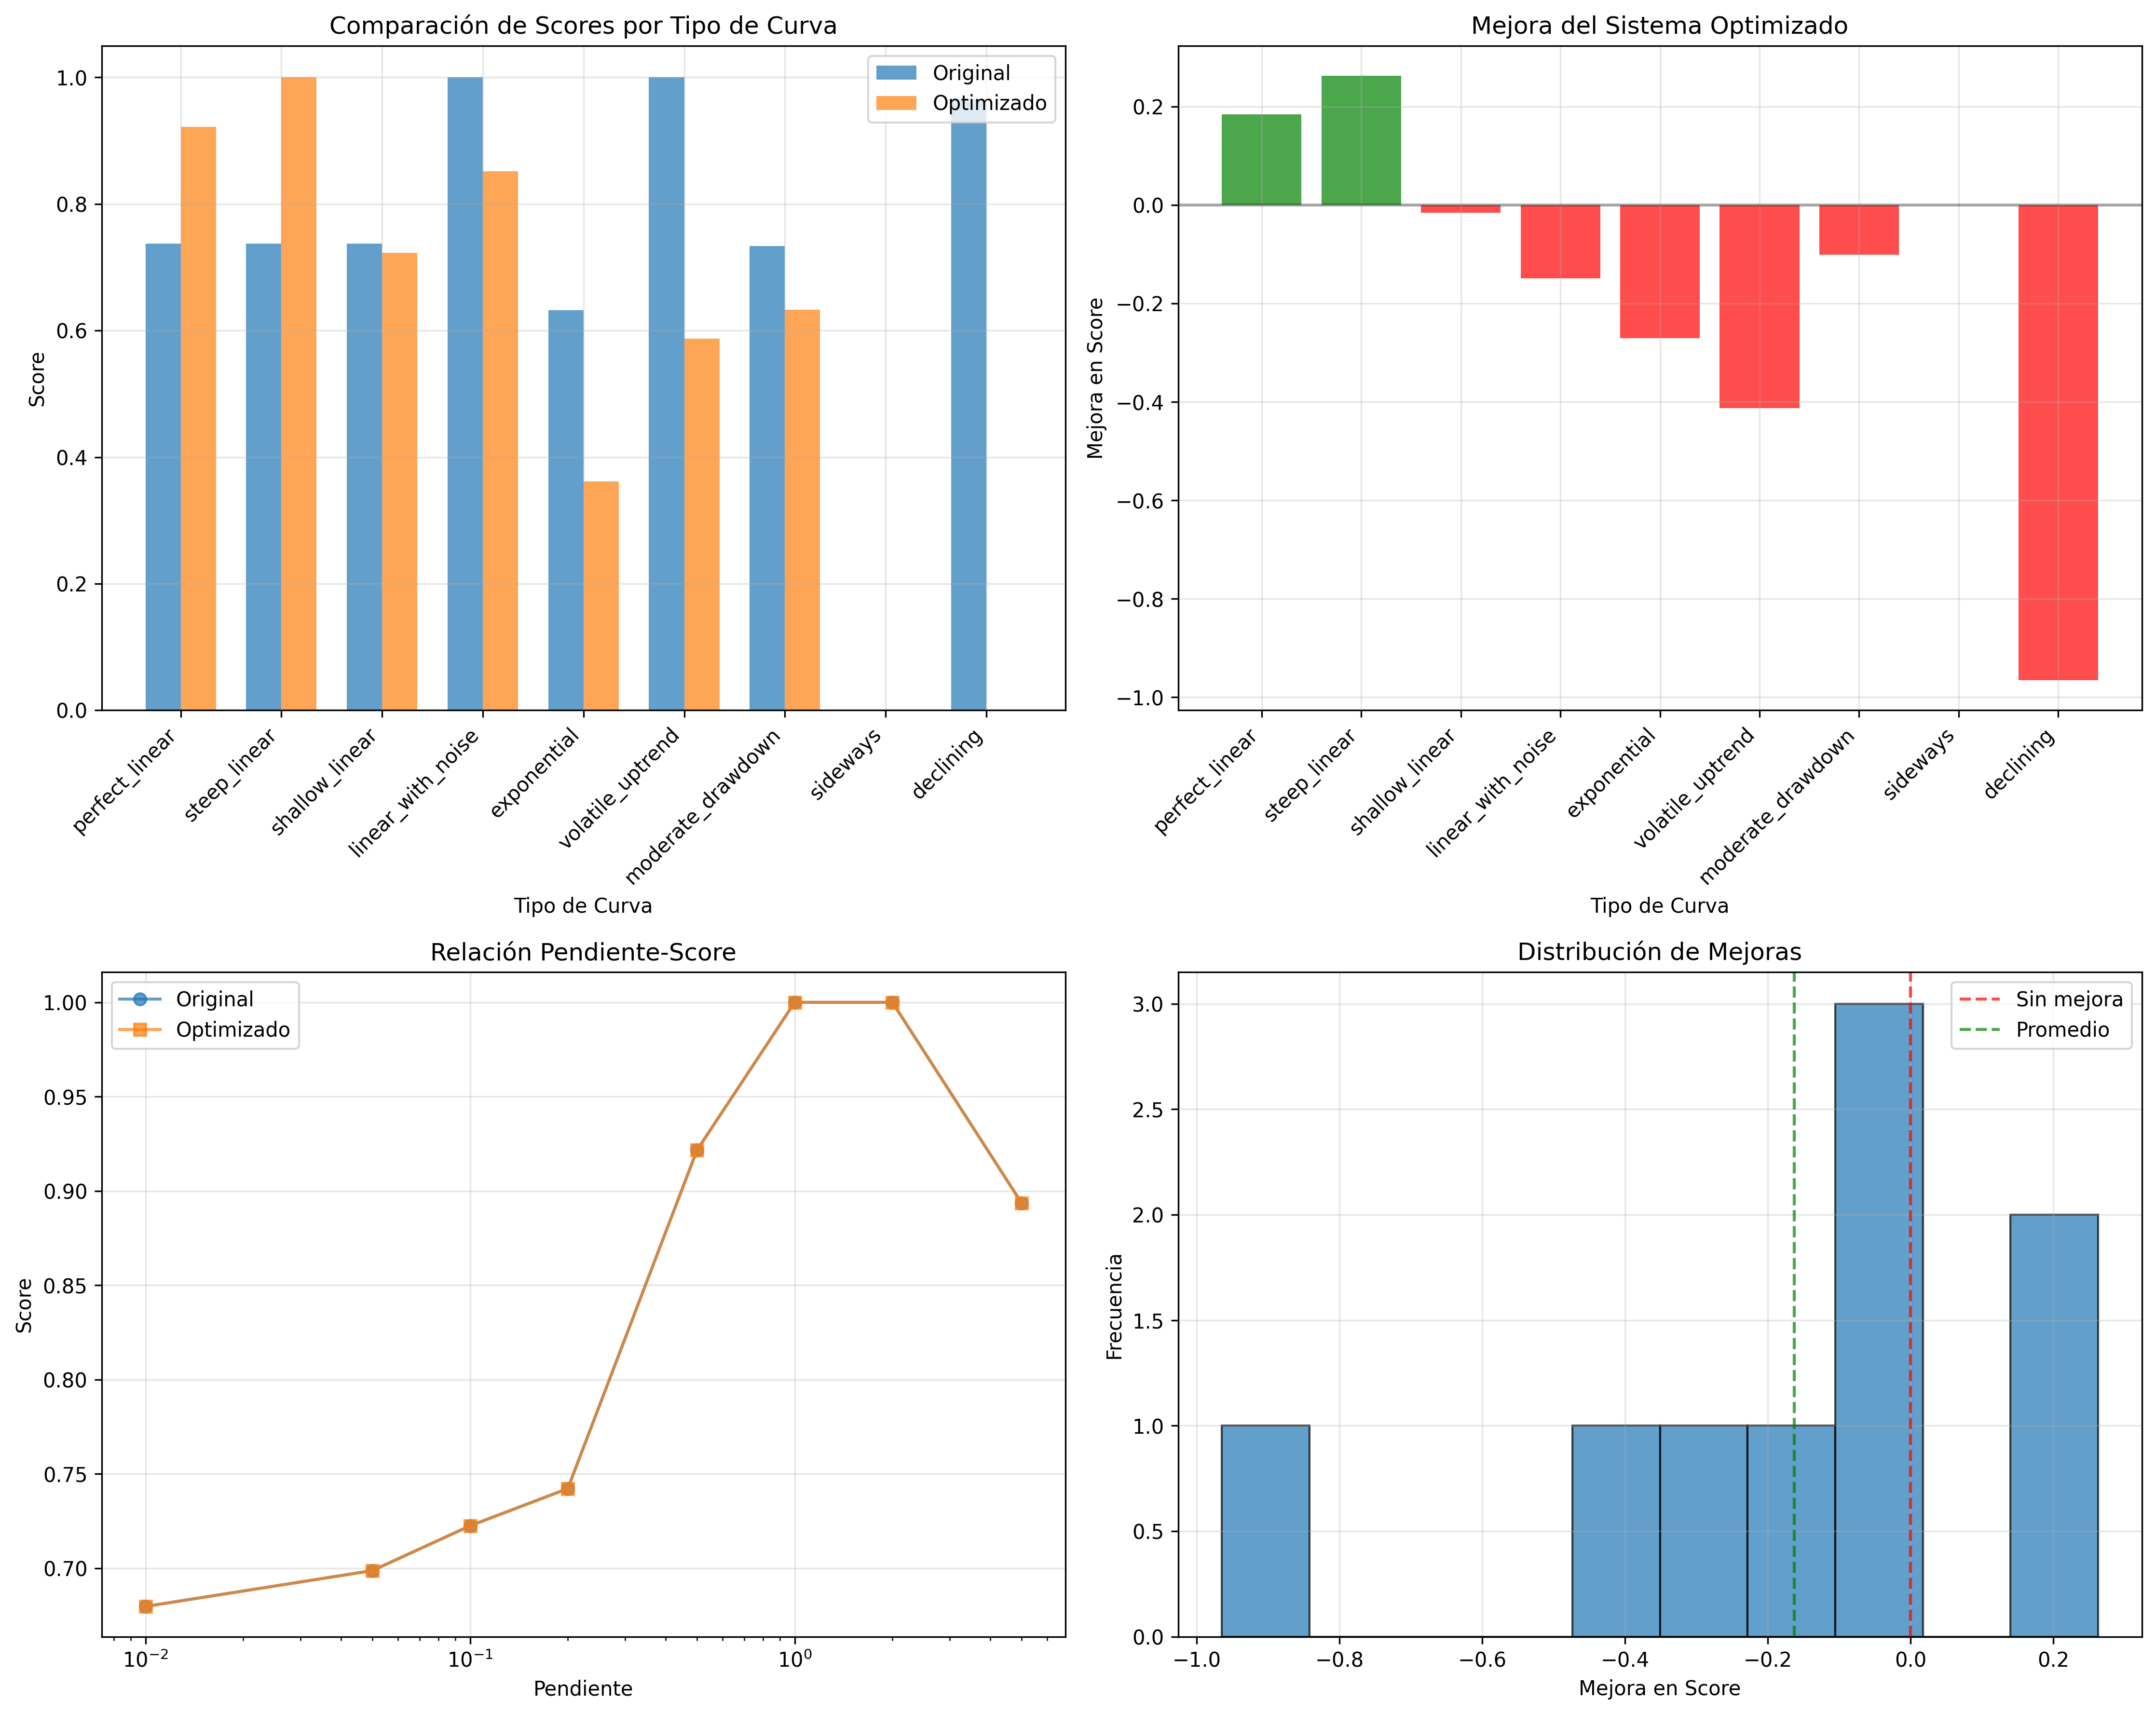 Comparación de Scores por Tipo de Curva
Original
Optimizado
Score
1.0
0.8
0.6
0.4
0.2
0.0
perfect_linear
steep_linear
shallow_linear
linear_with_noise
exponential
volatile_uptrend
moderate_drawdown
sideways
declining
Tipo de Curva
Mejora del Sistema Optimizado
Mejora en Score
0.2
0.0
−0.2
−0.4
−0.6
−0.8
−1.0
perfect_linear
steep_linear
shallow_linear
linear_with_noise
exponential
volatile_uptrend
moderate_drawdown
sideways
declining
Tipo de Curva
Relación Pendiente-Score
Original
Optimizado
Score
1.00
0.95
0.90
0.85
0.80
0.75
0.70
10⁻² 10⁻¹ 10⁰
Pendiente
Distribución de Mejoras
Sin mejora
Promedio
Frecuencia
3.0
2.5
2.0
1.5
1.0
0.5
0.0
−1.0 −0.8 −0.6 −0.4 −0.2 0.0 0.2
Mejora en Score